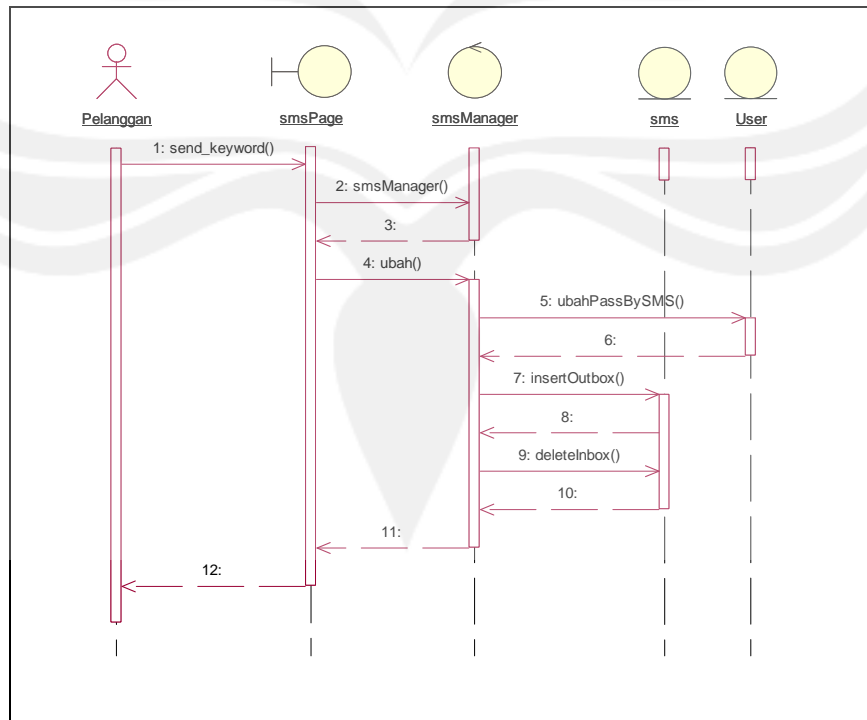 Pelanggan
smsPage
smsManager
sms
User
1: send_keyword()
2: smsManager()
3:
4: ubah()
5: ubahPassBySMS()
6:
7: insertOutbox()
8:
9: deleteInbox()
10:
11:
12: